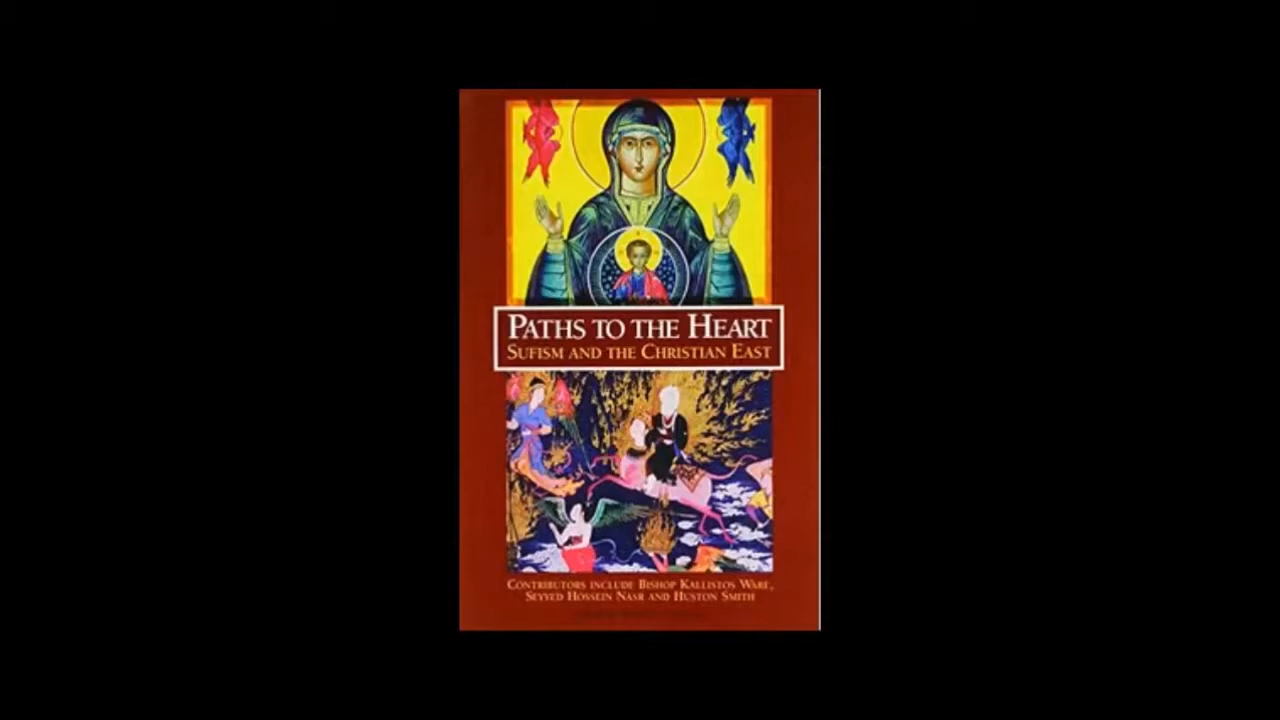 PATHS TO THE HEART
SUFISM AND THE CHRISTIAN EAST
CONTRIBUTORS INCLUDE BISHOP KALLISTOS WARE,
SEYYED HOSSEIN NASR AND HUSTON SMITH